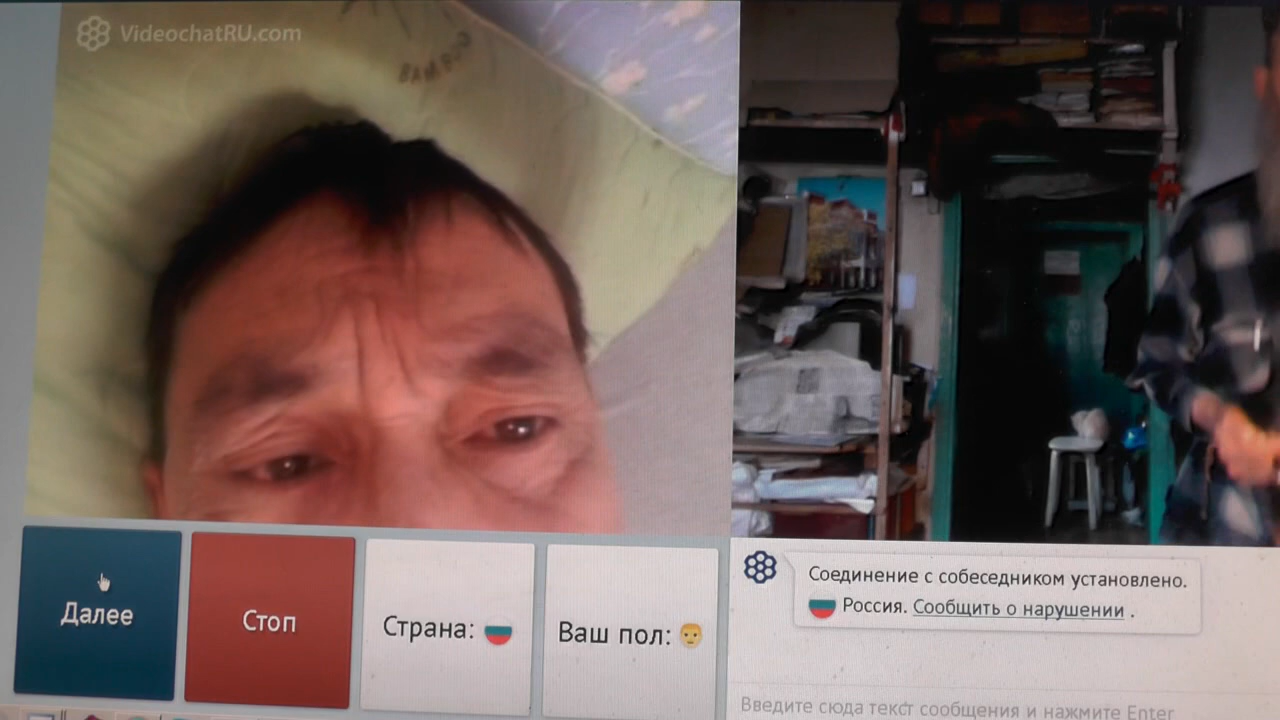 VideochatRU.com
BAMBOO
Далее
Стоп
Страна:
Ваш пол:
Соединение с собеседником установлено.
Россия. Сообщить о нарушении .
Введите сюда текст сообщения и нажмите Enter